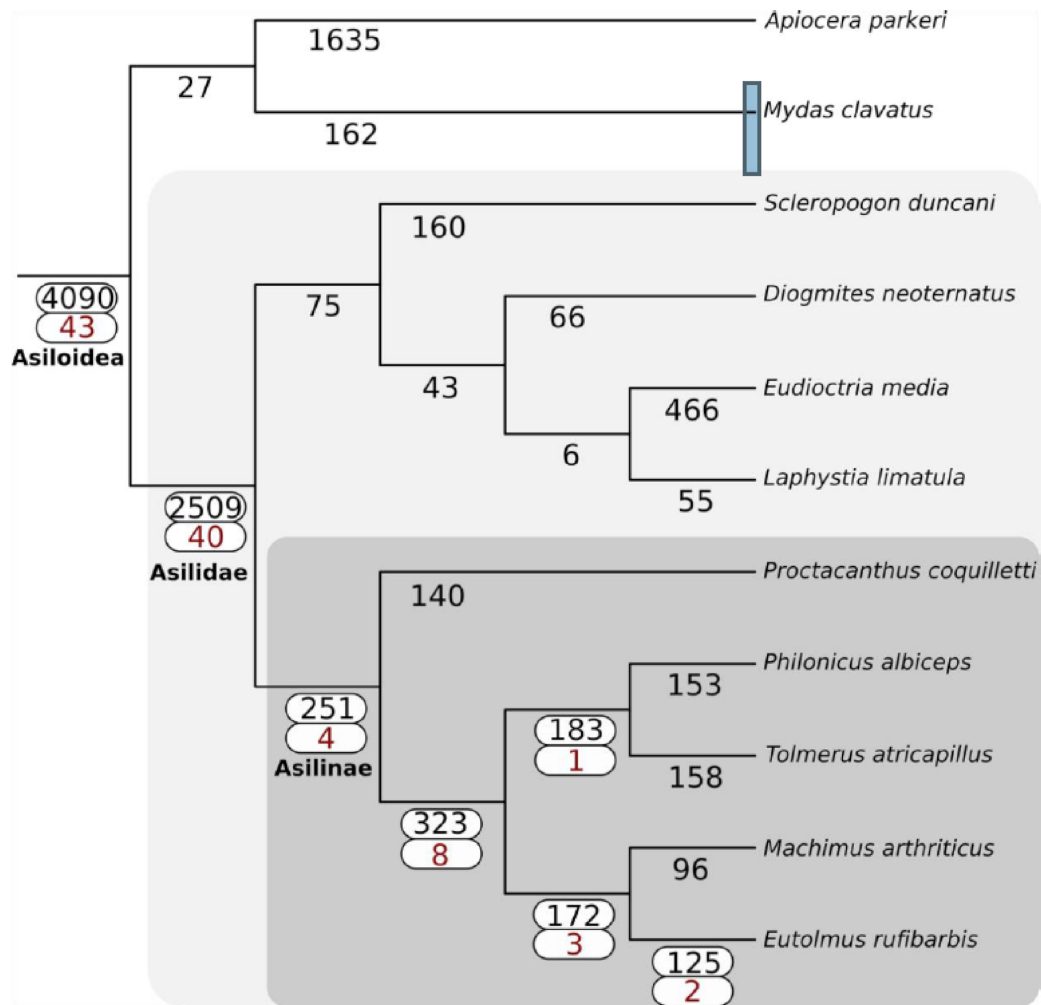 Apiocera parkeri
1635
27
Mydas clavatus
162
Scleropogon duncani
160
Diogmites neoternatus
4090
75
66
43
Asiloidea
43
Eudioctria media
466
6
Laphystia limatula
2509
55
40
Asilidae
Proctacanthus coquilletti
140
Philonicus albiceps
153
251
183
4
Tolmerus atricapillus
1
Asilinae
158
323
Machimus arthriticus
8
96
172
Eutolmus rufibarbis
3
125
2